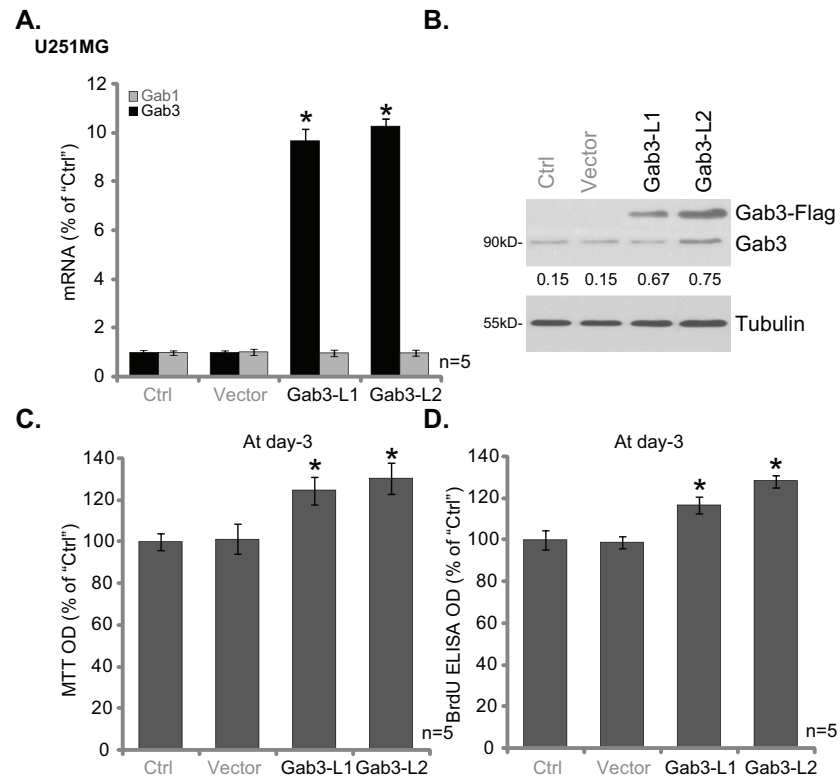 A.
U251MG
mRNA (% of “Ctrl”)
12
10
8
6
4
2
0
Gab1
Gab3
*
*
n=5
Ctrl
Vector
Gab3-L1
Gab3-L2
B.
Ctrl
Vector
Gab3-L1
Gab3-L2
Gab3-Flag
90kD-
Gab3
0.15 0.15 0.67 0.75
55kD-
Tubulin
C.
At day-3
MTT OD (% of “Ctrl”)
140
120
100
80
60
40
20
0
*
*
n=5
Ctrl
Vector
Gab3-L1
Gab3-L2
D.
At day-3
BrdU ELISA OD (% of “Ctrl”)
140
120
100
80
60
40
20
0
*
*
n=5
Ctrl
Vector
Gab3-L1
Gab3-L2